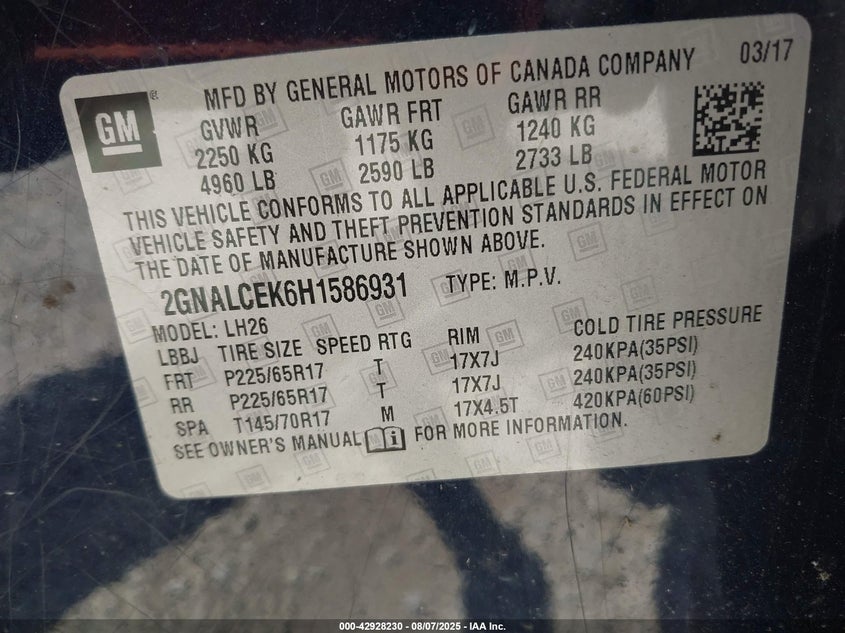 MFD BY GENERAL MOTORS OF CANADA COMPANY 03/17
GM
GVWR GAWR FRT GAWR RR
2250 KG 1175 KG 1240 KG
4960 LB 2590 LB 2733 LB
THIS VEHICLE CONFORMS TO ALL APPLICABLE U.S. FEDERAL MOTOR
VEHICLE SAFETY AND THEFT PREVENTION STANDARDS IN EFFECT ON
THE DATE OF MANUFACTURE SHOWN ABOVE.
2GNALCEK6H1586931 TYPE: M.P.V.
MODEL: LH26
LBBJ TIRE SIZE SPEED RTG RIM COLD TIRE PRESSURE
FRT P225/65R17 T 17X7J 240KPA(35PSI)
RR P225/65R17 T 17X7J 240KPA(35PSI)
SPA T145/70R17 M 17X4.5T 420KPA(60PSI)
SEE OWNER'S MANUAL FOR MORE INFORMATION.
000-42928230 - 08/07/2025 - IAA Inc.